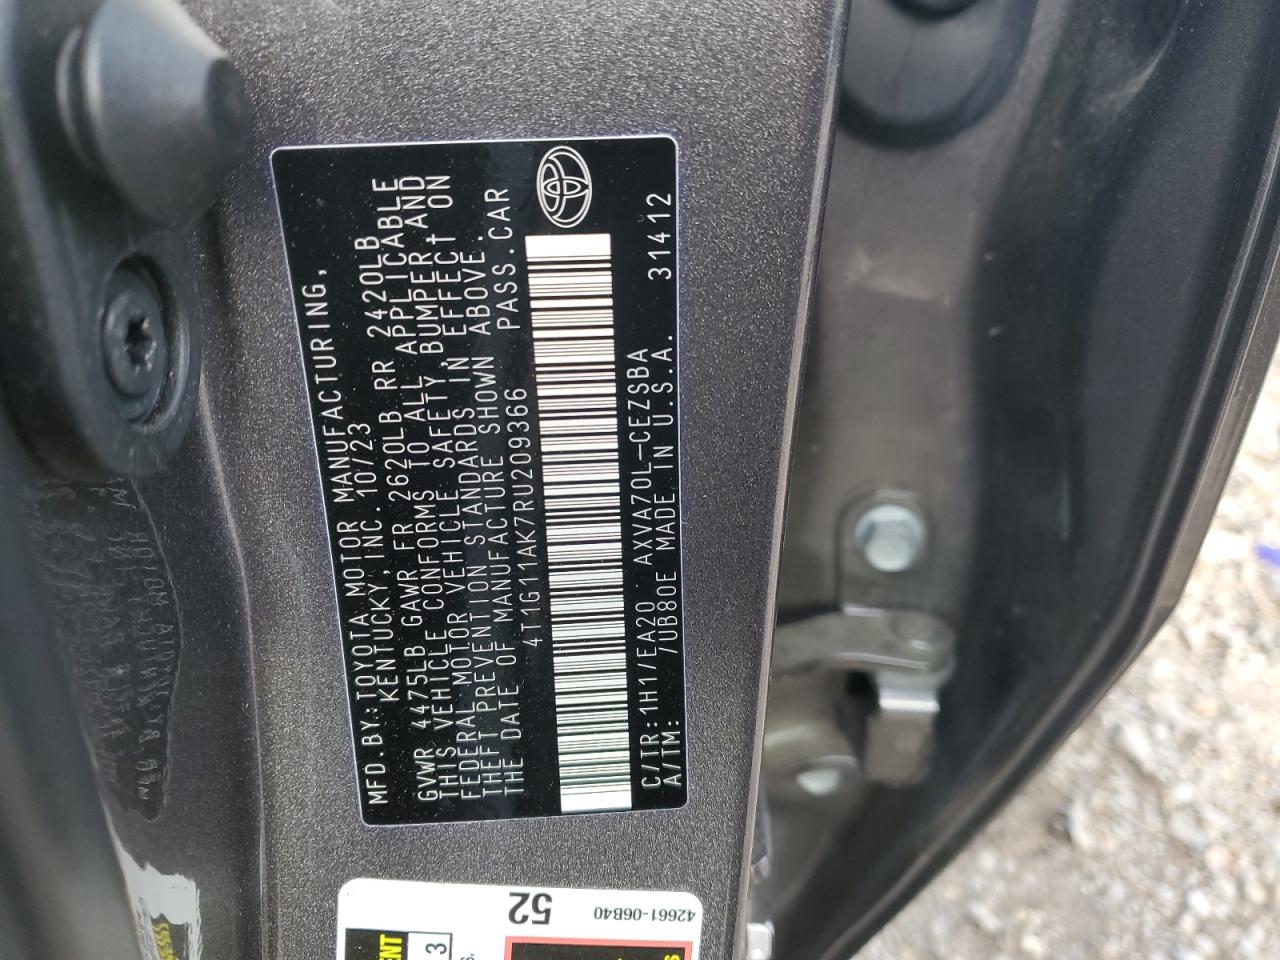 MFD.BY:TOYOTA MOTOR MANUFACTURING,
KENTUCKY,INC. 10/23
GVWR 4475LB GAWR FR 2620LB RR 2420LB
THIS VEHICLE CONFORMS TO ALL APPLICABLE
FEDERAL MOTOR VEHICLE SAFETY,BUMPER,AND
THEFT PREVENTION STANDARDS IN EFFECT ON
THE DATE OF MANUFACTURE SHOWN ABOVE.
4T1G11AK7RU209366 PASS.CAR
C/TR:1H1/EA20 AXVA70L-CEZSBA
A/TM: /UB80E MADE IN U.S.A. 31412
52
42661-06B40
3